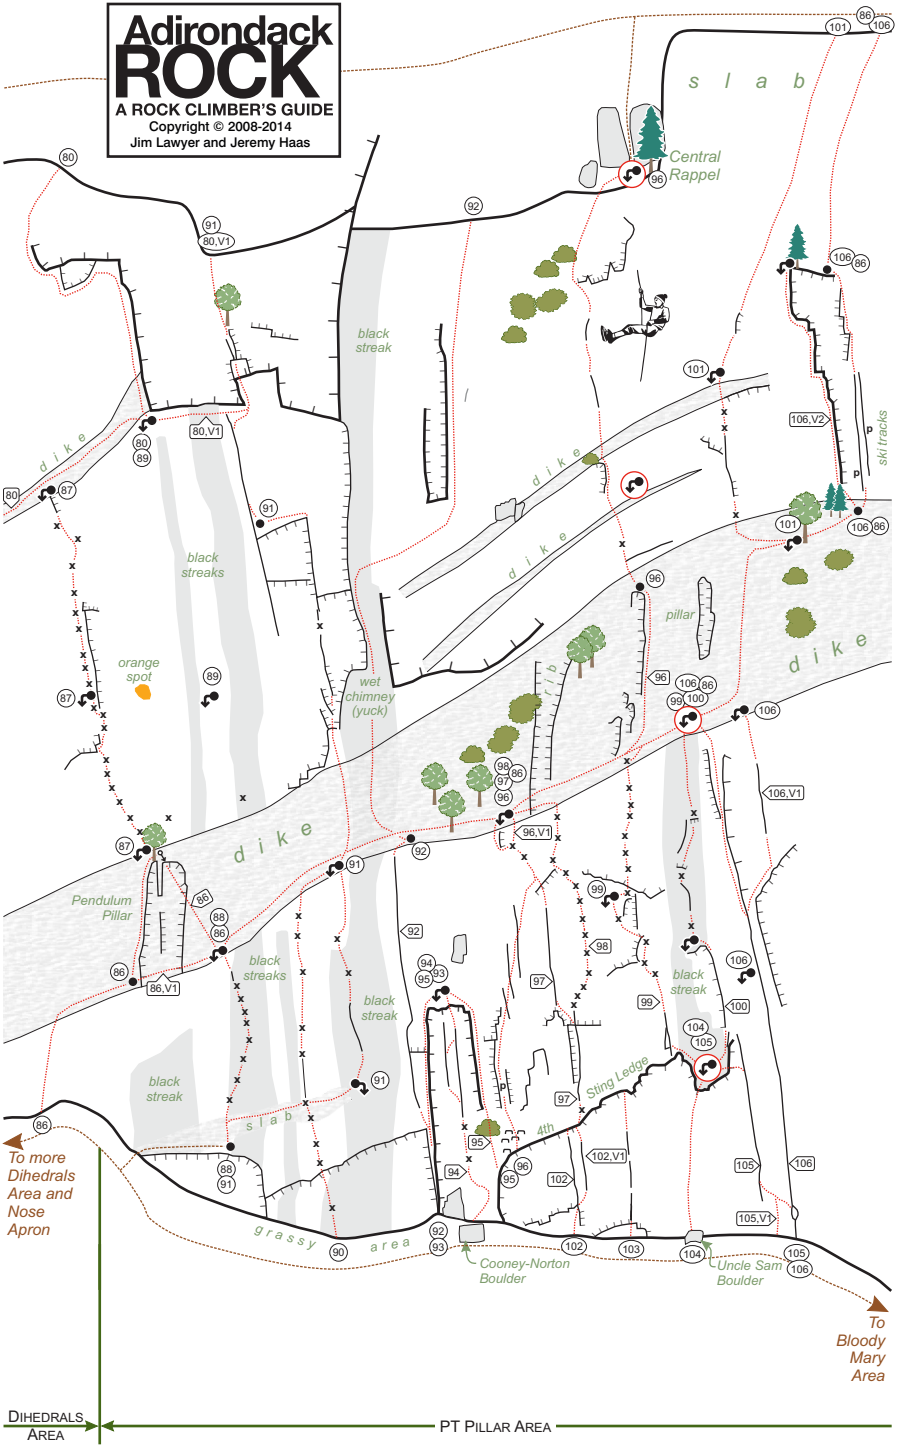 Adirondack
ROCK
A ROCK CLIMBER'S GUIDE
Copyright © 2008-2014
Jim Lawyer and Jeremy Haas
86
101
106
s l a b
80
Central
Rappel
96
92
91
80,V1
106
86
black
streak
101
80,V1
106,V2
p
ski tracks
p
dike
80
89
dike
80
87
91
101
106
86
dike
black
streaks
96
pillar
orange
spot
89
87
wet
chimney
(yuck)
b
96
dike
106
86
99
100
106
98
86
97
96
106,V1
dike
96,V1
87
91
92
Pendulum
Pillar
86
88
86
99
92
98
94
93
95
black
streaks
106
86
86,V1
97
black
streak
black
streak
99
100
104
105
91
p
black
streak
Sting Ledge
97
slab
4th
86
To more
Dihedrals
Area and
Nose
Apron
95
102,V1
88
91
94
96
95
102
105
106
105,V1
grassy area
90
92
93
102
103
104
105
106
Cooney-Norton
Boulder
Uncle Sam
Boulder
To
Bloody
Mary
Area
DIHEDRALS
AREA
PT PILLAR AREA